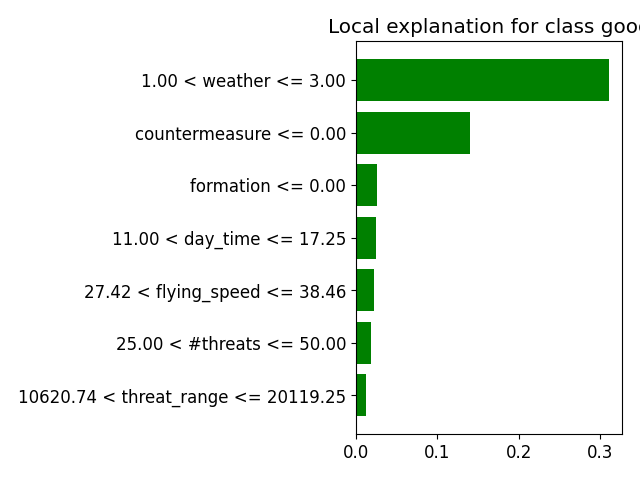 Local explanation for class good
1.00 < weather <= 3.00
countermeasure <= 0.00
formation <= 0.00
11.00 < day_time <= 17.25
27.42 < flying_speed <= 38.46
25.00 < #threats <= 50.00
10620.74 < threat_range <= 20119.25
0.0 0.1 0.2 0.3